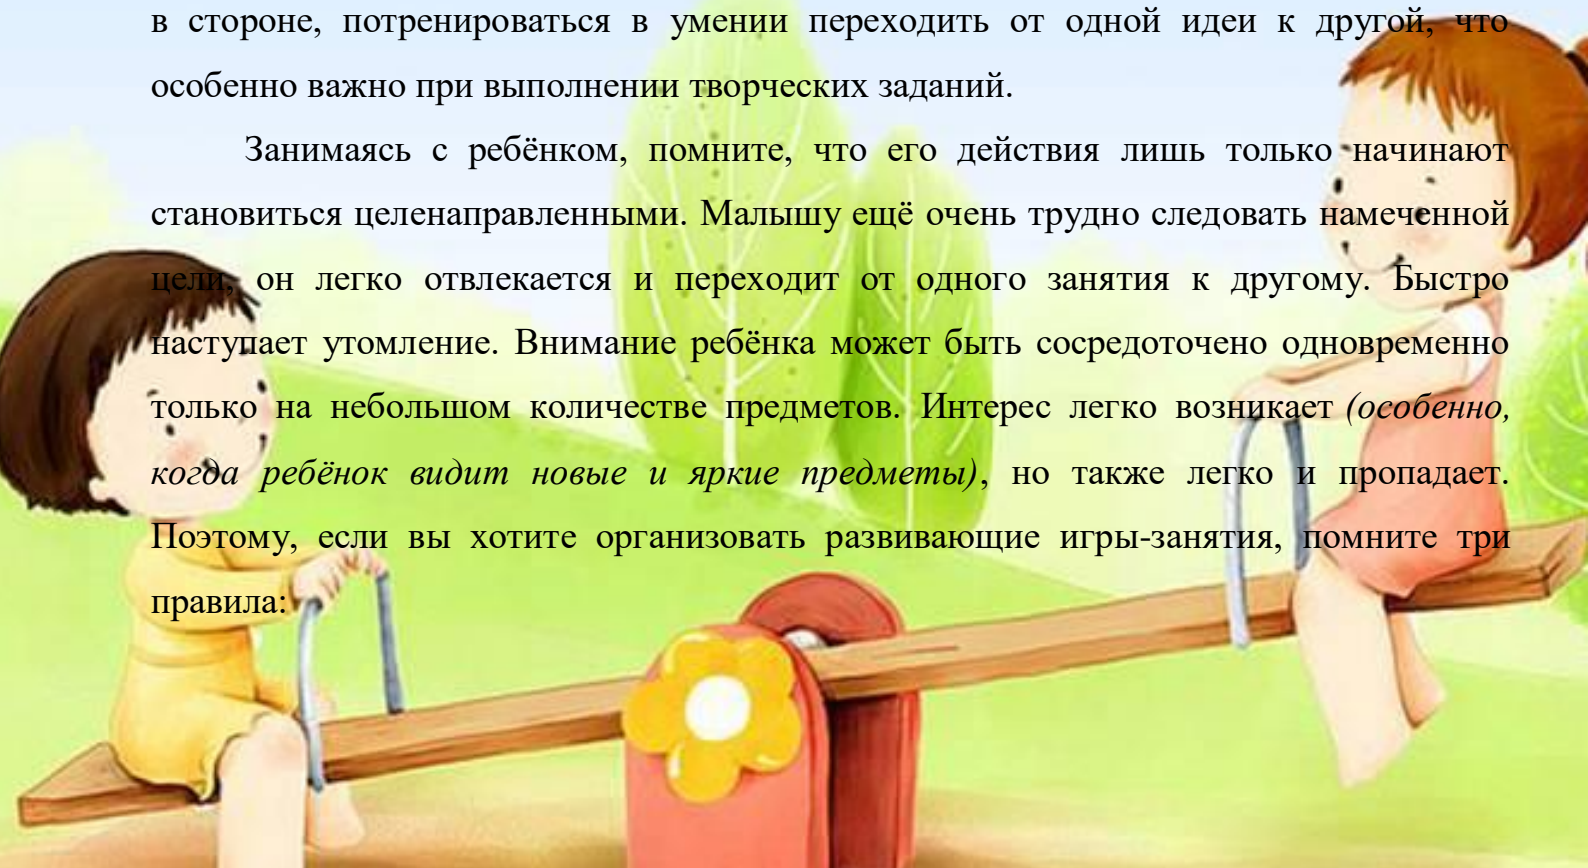 в стороне, потренироваться в умении переходить от одной идеи к другой, что
особенно важно при выполнении творческих заданий.
Занимаясь с ребёнком, помните, что его действия лишь только начинают
становиться целенаправленными. Малышу ещё очень трудно следовать намеченной
цели, он легко отвлекается и переходит от одного занятия к другому. Быстро
наступает утомление. Внимание ребёнка может быть сосредоточено одновременно
только на небольшом количестве предметов. Интерес легко возникает (особенно,
когда ребёнок видит новые и яркие предметы), но также легко и пропадает.
Поэтому, если вы хотите организовать развивающие игры-занятия, помните три
правила: